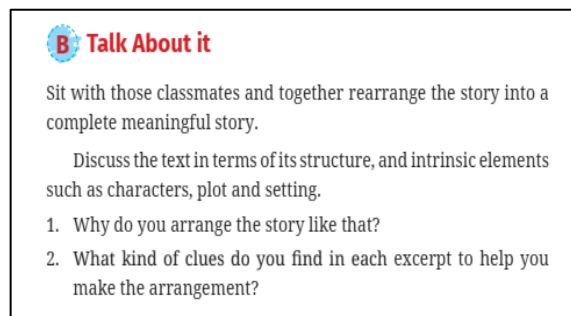 B Talk About it
Sit with those classmates and together rearrange the story into a
complete meaningful story.
Discuss the text in terms of its structure, and intrinsic elements
such as characters, plot and setting.
1. Why do you arrange the story like that?
2. What kind of clues do you find in each excerpt to help you
make the arrangement?